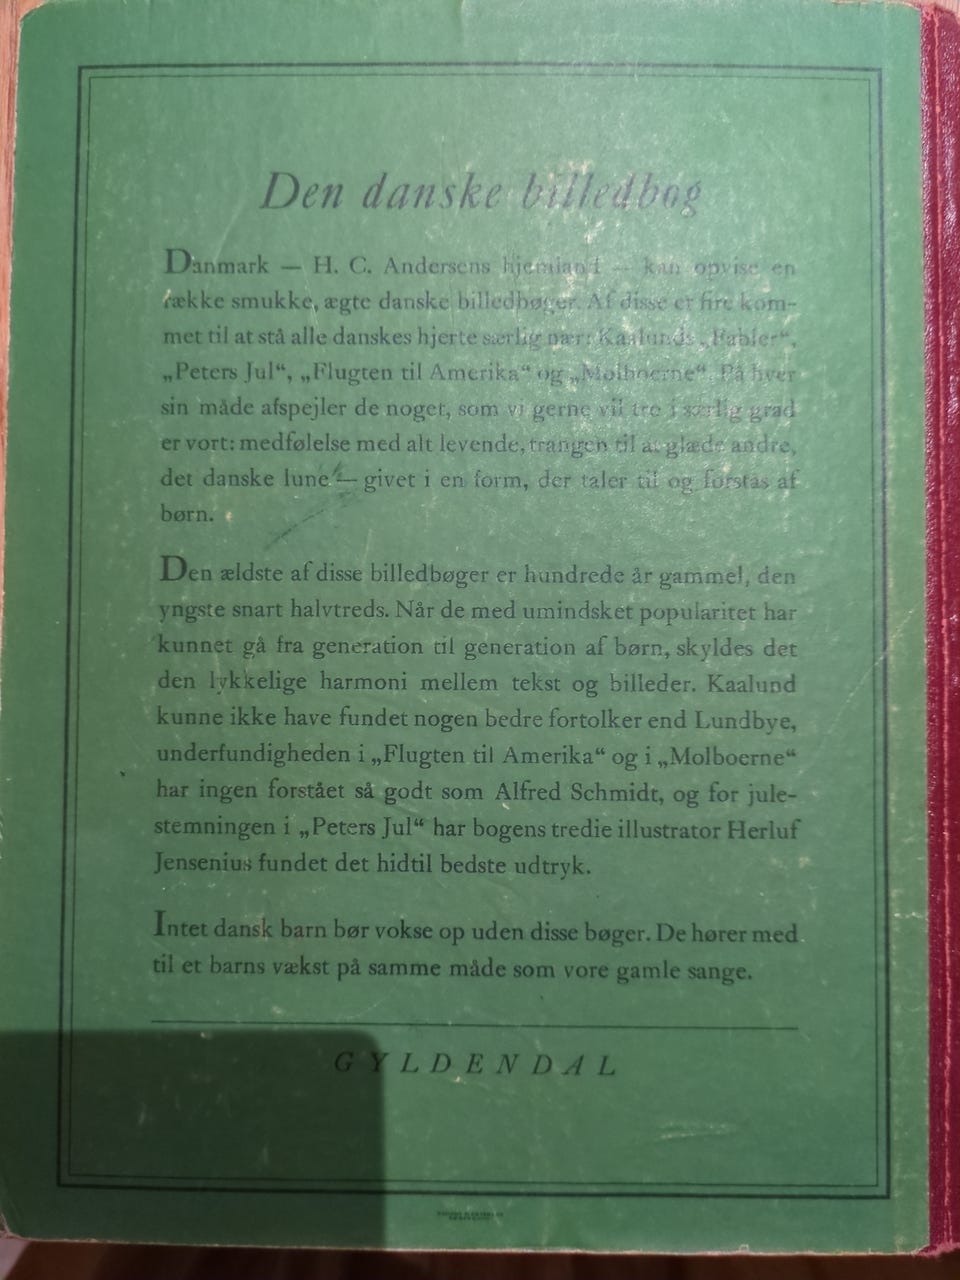 Den danske billedbog
Danmark — H. C. Andersens hjemland — kan opvise en
række smukke, ægte danske billedbøger. Af disse er fire kom-
met til at stå alle danskes hjerte særlig nær: Kaalunds „Fabler“,
„Peters Jul“, „Flugten til Amerika“ og „Molboerne“. På hver
sin måde afspejler de noget, som vi gerne vil tro i særlig grad
er vort: medfølelse med alt levende, trangen til at glæde andre,
det danske lune — givet i en form, der taler til og forstås af
børn.
Den ældste af disse billedbøger er hundrede år gammel, den
yngste snart halvtreds. Når de med umindsket popularitet har
kunnet gå fra generation til generation af børn, skyldes det
den lykkelige harmoni mellem tekst og billeder. Kaalund
kunne ikke have fundet nogen bedre fortolker end Lundbye,
underfundigheden i „Flugten til Amerika“ og i „Molboerne“
har ingen forstået så godt som Alfred Schmidt, og for jule-
stemningen i „Peters Jul“ har bogens tredie illustrator Herluf
Jensenius fundet det hidtil bedste udtryk.
Intet dansk barn bør vokse op uden disse bøger. De hører med
til et barns vækst på samme måde som vore gamle sange.
GYLDENDAL